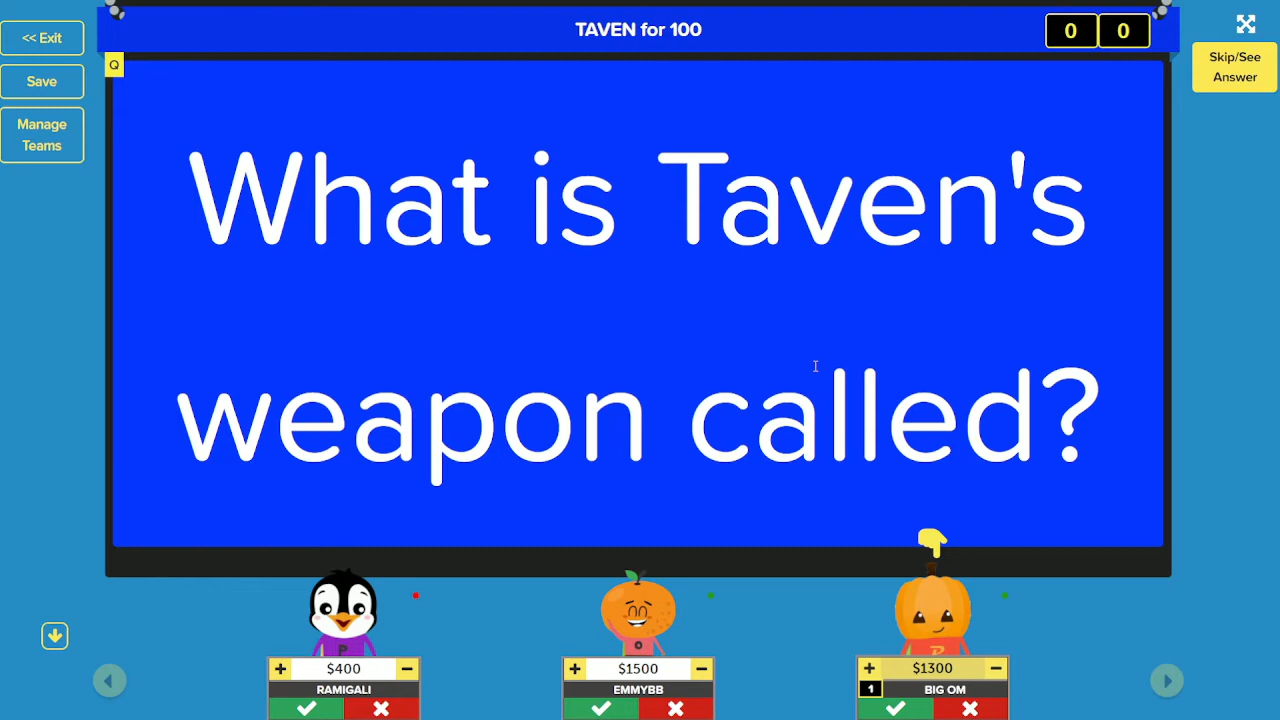 << Exit
Save
Manage
Teams
TAVEN for 100
0 0
Skip/See
Answer
Q
What is Taven's
weapon called?
P
O
P
+ $400 −
RAMIGALI
+ $1500 −
EMMYBB
+ $1300 −
1 BIG OM